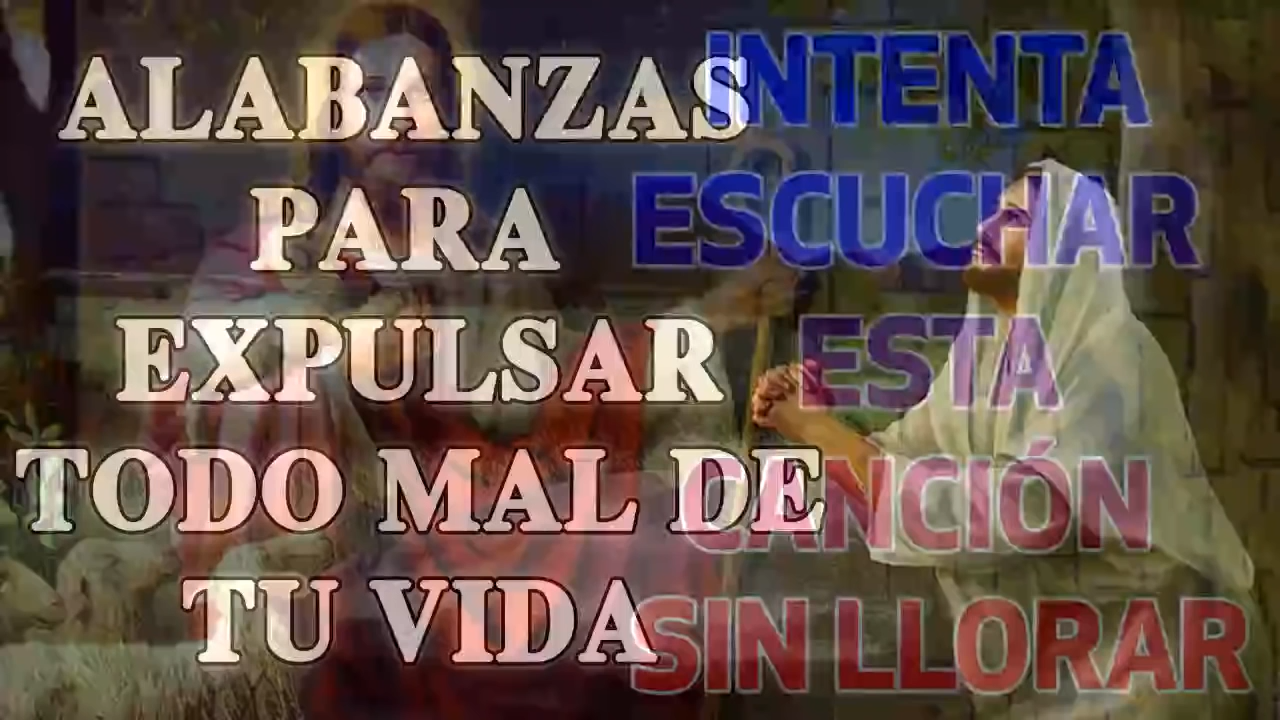 ALABANZAS
PARA
EXPULSAR
TODO MAL DE
TU VIDA
INTENTA
ESCUCHAR
ESTA
CANCIÓN
SIN LLORAR